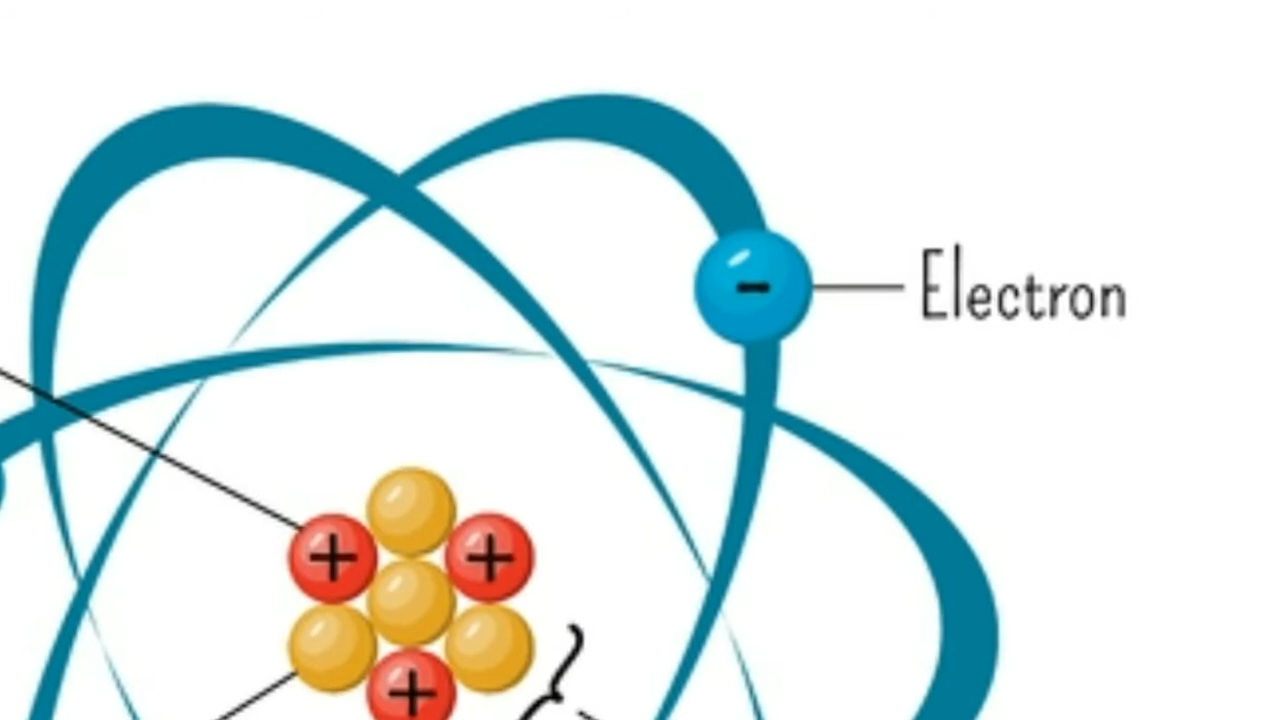 -
Electron
+ +
+